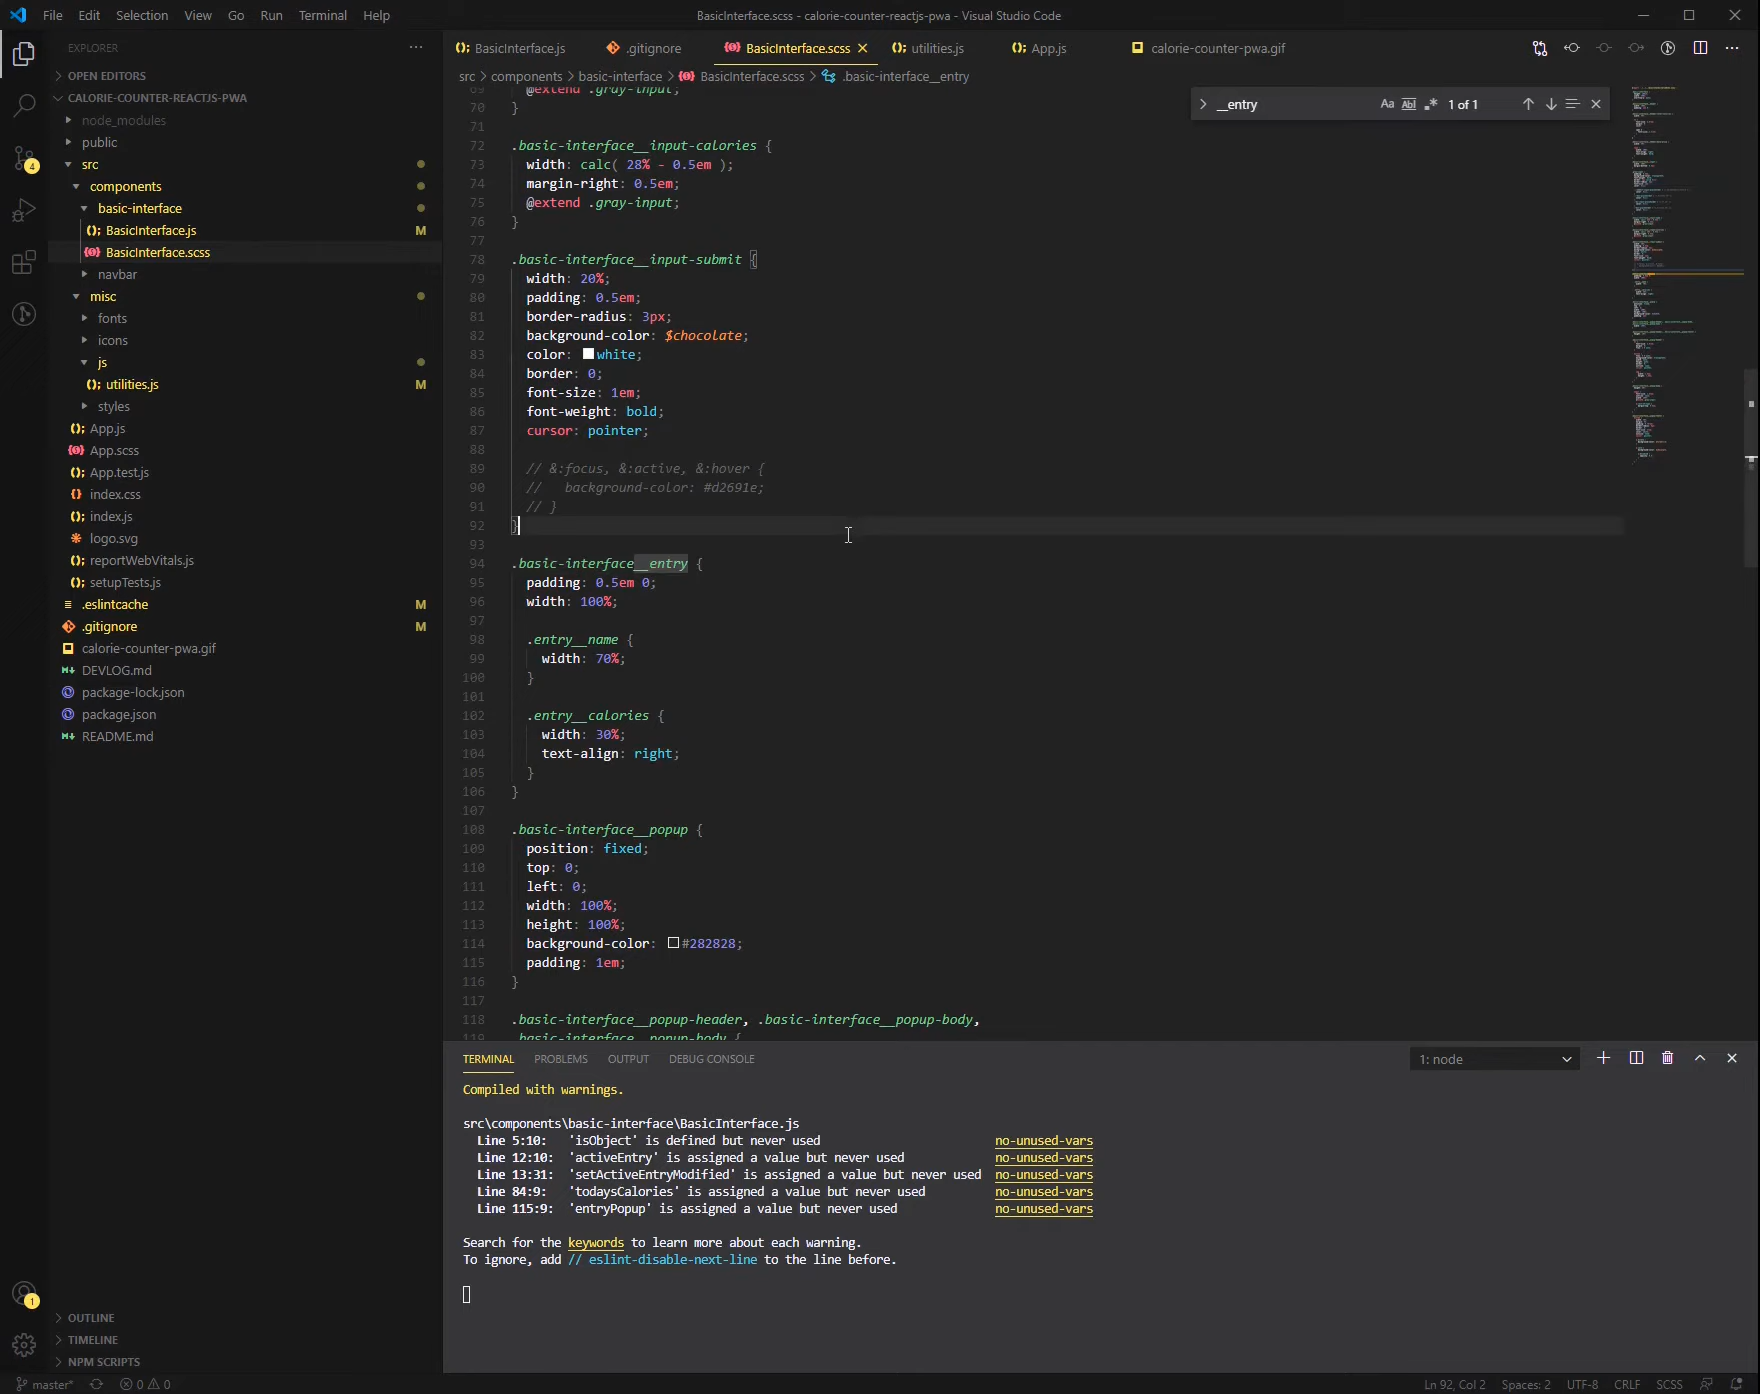 File Edit Selection View Go Run Terminal Help
BasicInterface.scss - calorie-counter-reactjs-pwa - Visual Studio Code
EXPLORER
OPEN EDITORS
CALORIE-COUNTER-REACTJS-PWA
node_modules
public
src
components
basic-interface
BasicInterface.js M
BasicInterface.scss
navbar
misc
fonts
icons
js
utilities.js M
styles
App.js
App.scss
App.test.js
index.css
index.js
logo.svg
reportWebVitals.js
setupTests.js
.eslintcache M
.gitignore M
calorie-counter-pwa.gif
DEVLOG.md
package-lock.json
package.json
README.md
OUTLINE
TIMELINE
NPM SCRIPTS
4
1
BasicInterface.js .gitignore BasicInterface.scss utilities.js App.js calorie-counter-pwa.gif
src > components > basic-interface > BasicInterface.scss > .basic-interface__entry
__entry Aa Abl .* 1 of 1
69 @extend .gray-input;
70 }
71
72 .basic-interface__input-calories {
73 width: calc( 28% - 0.5em );
74 margin-right: 0.5em;
75 @extend .gray-input;
76 }
77
78 .basic-interface__input-submit {
79 width: 20%;
80 padding: 0.5em;
81 border-radius: 3px;
82 background-color: $chocolate;
83 color: white;
84 border: 0;
85 font-size: 1em;
86 font-weight: bold;
87 cursor: pointer;
88
89 // &:focus, &:active, &:hover {
90 //   background-color: #d2691e;
91 // }
92 }
93
94 .basic-interface__entry {
95 padding: 0.5em 0;
96 width: 100%;
97
98 .entry__name {
99 width: 70%;
100 }
101
102 .entry__calories {
103 width: 30%;
104 text-align: right;
105 }
106 }
107
108 .basic-interface__popup {
109 position: fixed;
110 top: 0;
111 left: 0;
112 width: 100%;
113 height: 100%;
114 background-color: #282828;
115 padding: 1em;
116 }
117
118 .basic-interface__popup-header, .basic-interface__popup-body,
119 .basic-interface__popup-body {
TERMINAL PROBLEMS OUTPUT DEBUG CONSOLE 1: node
Compiled with warnings.
src\components\basic-interface\BasicInterface.js
Line 5:10: 'isObject' is defined but never used no-unused-vars
Line 12:10: 'activeEntry' is assigned a value but never used no-unused-vars
Line 13:31: 'setActiveEntryModified' is assigned a value but never used no-unused-vars
Line 84:9: 'todaysCalories' is assigned a value but never used no-unused-vars
Line 115:9: 'entryPopup' is assigned a value but never used no-unused-vars
Search for the keywords to learn more about each warning.
To ignore, add // eslint-disable-next-line to the line before.
master* 0 0 Ln 92, Col 2 Spaces: 2 UTF-8 CRLF SCSS